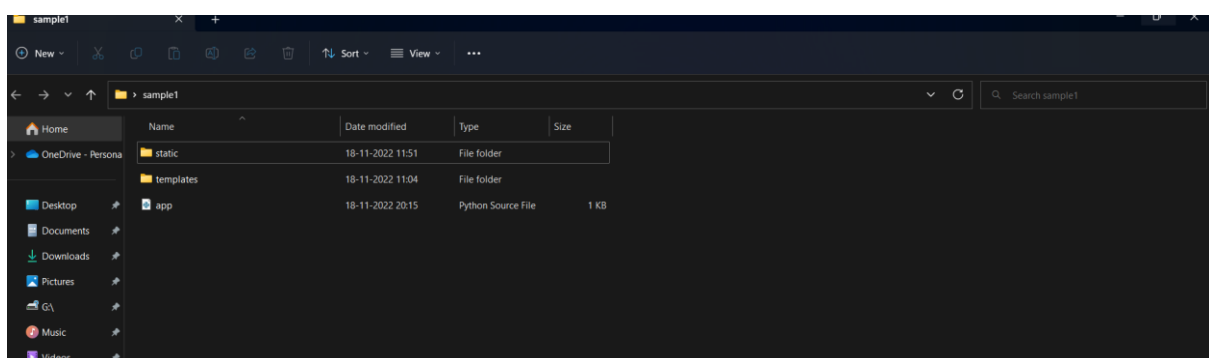 sample1
New Sort View
sample1 Search sample1
Home Name Date modified Type Size
OneDrive - Persona static 18-11-2022 11:51 File folder
templates 18-11-2022 11:04 File folder
Desktop app 18-11-2022 20:15 Python Source File 1 KB
Documents
Downloads
Pictures
G:\
Music
Videos